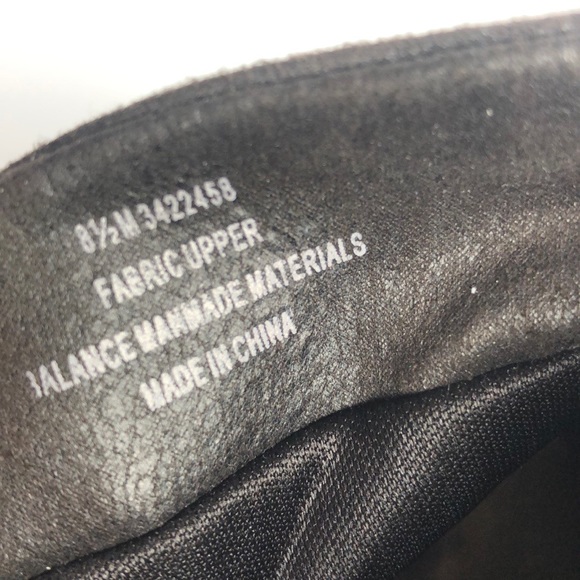 8½M 3422458
FABRIC UPPER
BALANCE MANMADE MATERIALS
MADE IN CHINA